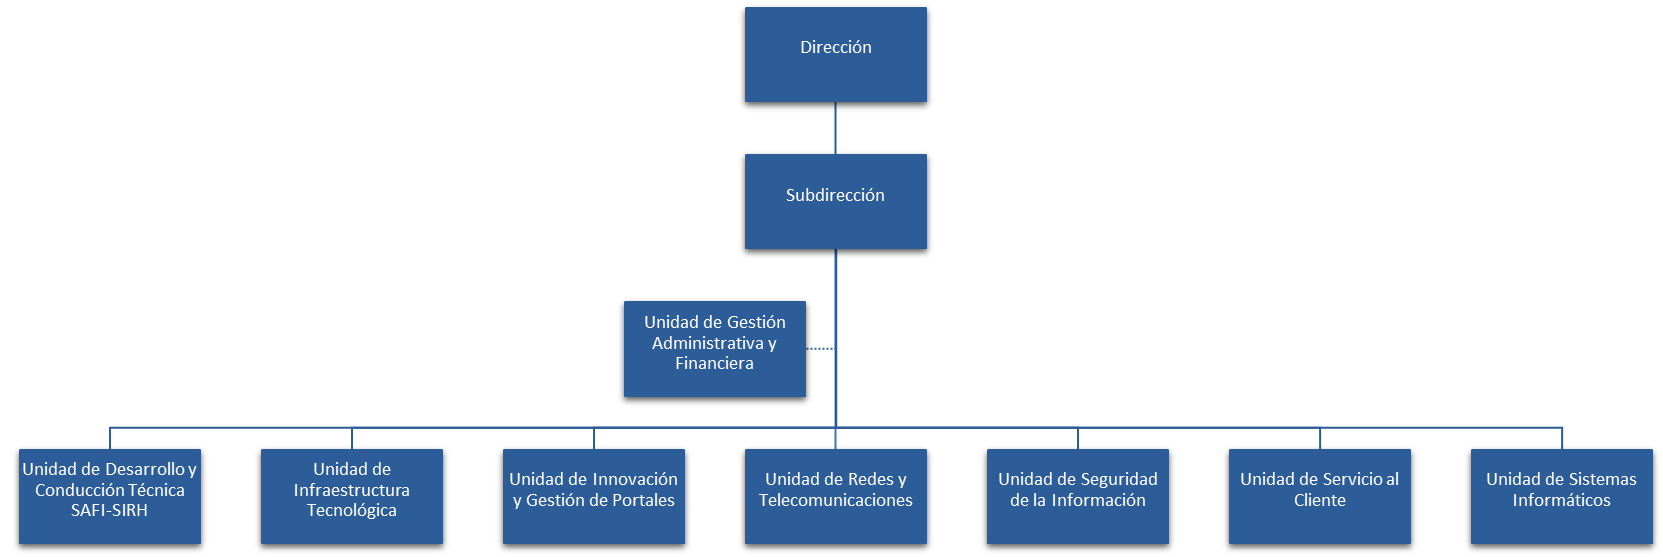 Dirección
Subdirección
Unidad de Gestión
Administrativa y
Financiera
Unidad de Desarrollo y
Conducción Técnica
SAFI-SIRH
Unidad de
Infraestructura
Tecnológica
Unidad de Innovación
y Gestión de Portales
Unidad de Redes y
Telecomunicaciones
Unidad de Seguridad
de la Información
Unidad de Servicio al
Cliente
Unidad de Sistemas
Informáticos